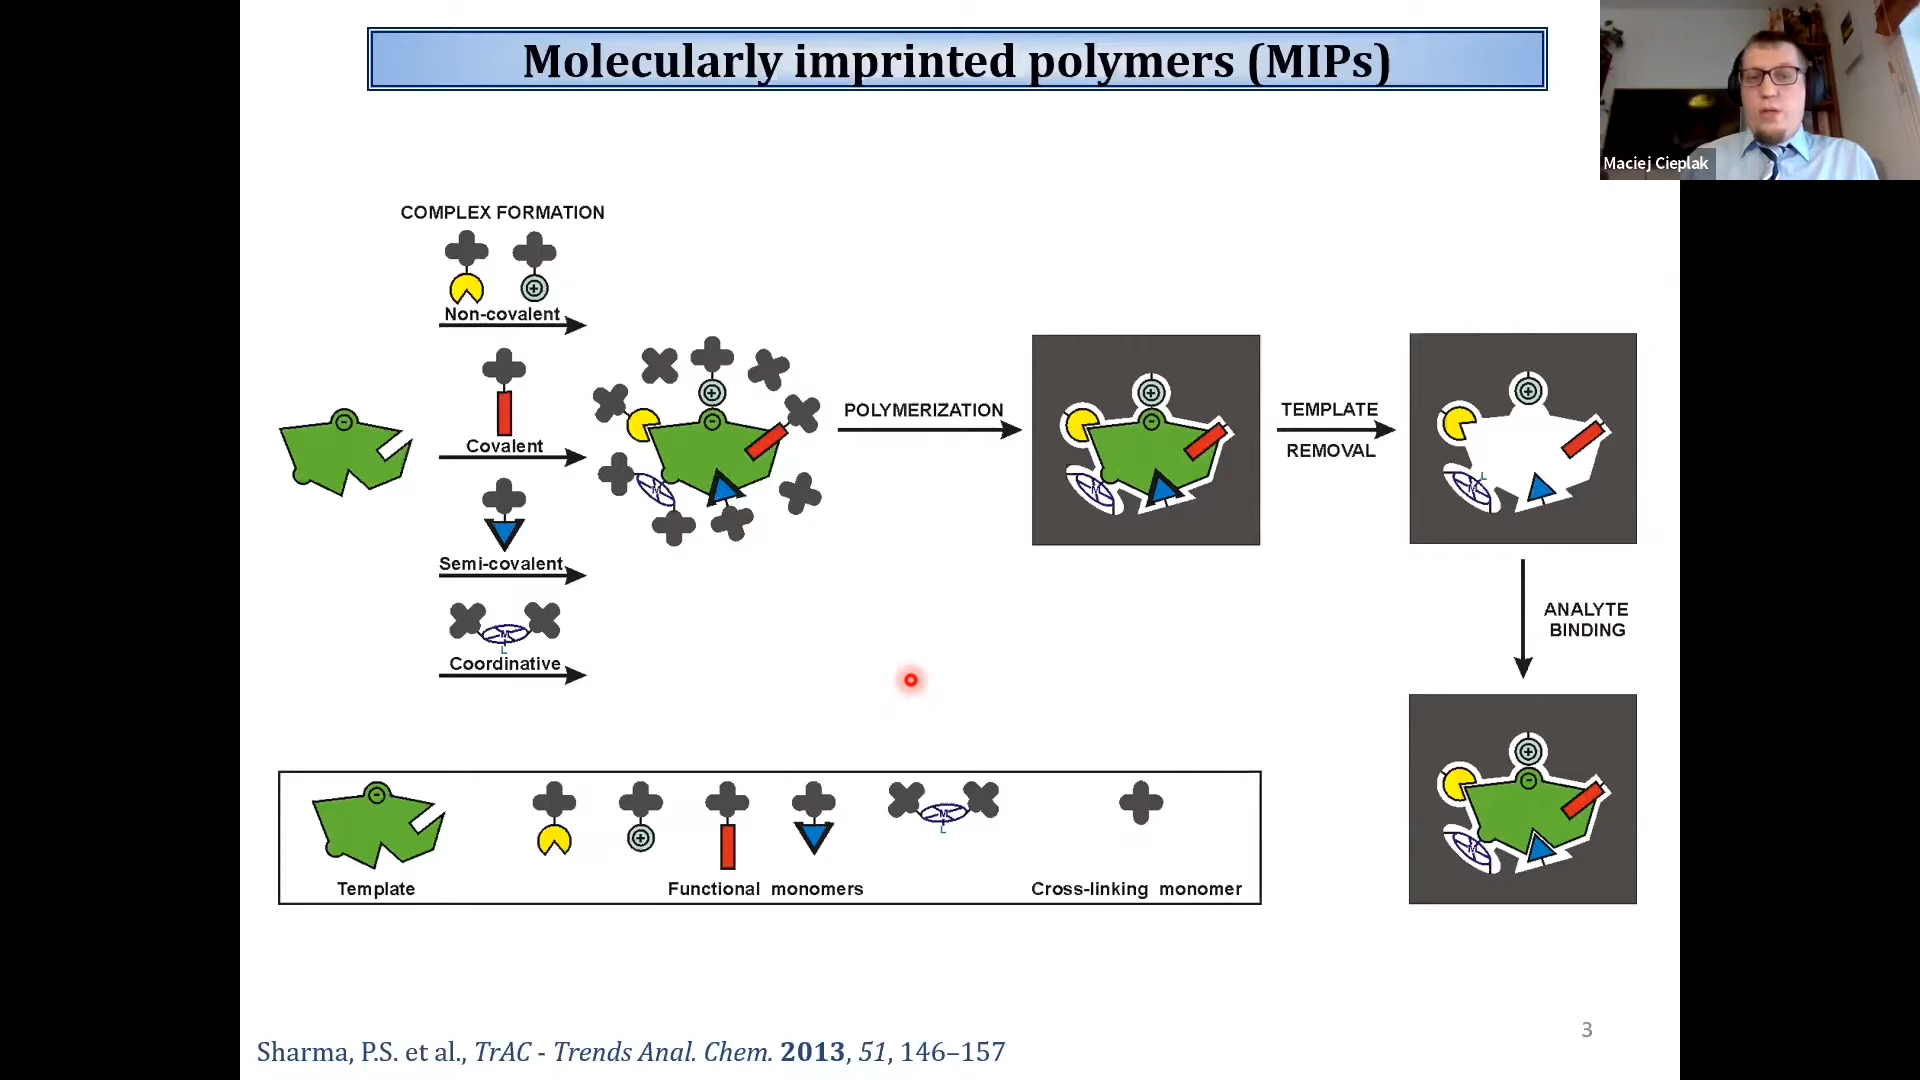 Molecularly imprinted polymers (MIPs)
Maciej Cieplak
COMPLEX FORMATION
Non-covalent
Covalent
Semi-covalent
M
L
Coordinative
M
POLYMERIZATION
M
TEMPLATE
REMOVAL
M
L
ANALYTE
BINDING
M
M
L
Template
Functional monomers
Cross-linking monomer
3
Sharma, P.S. et al., TrAC - Trends Anal. Chem. 2013, 51, 146–157